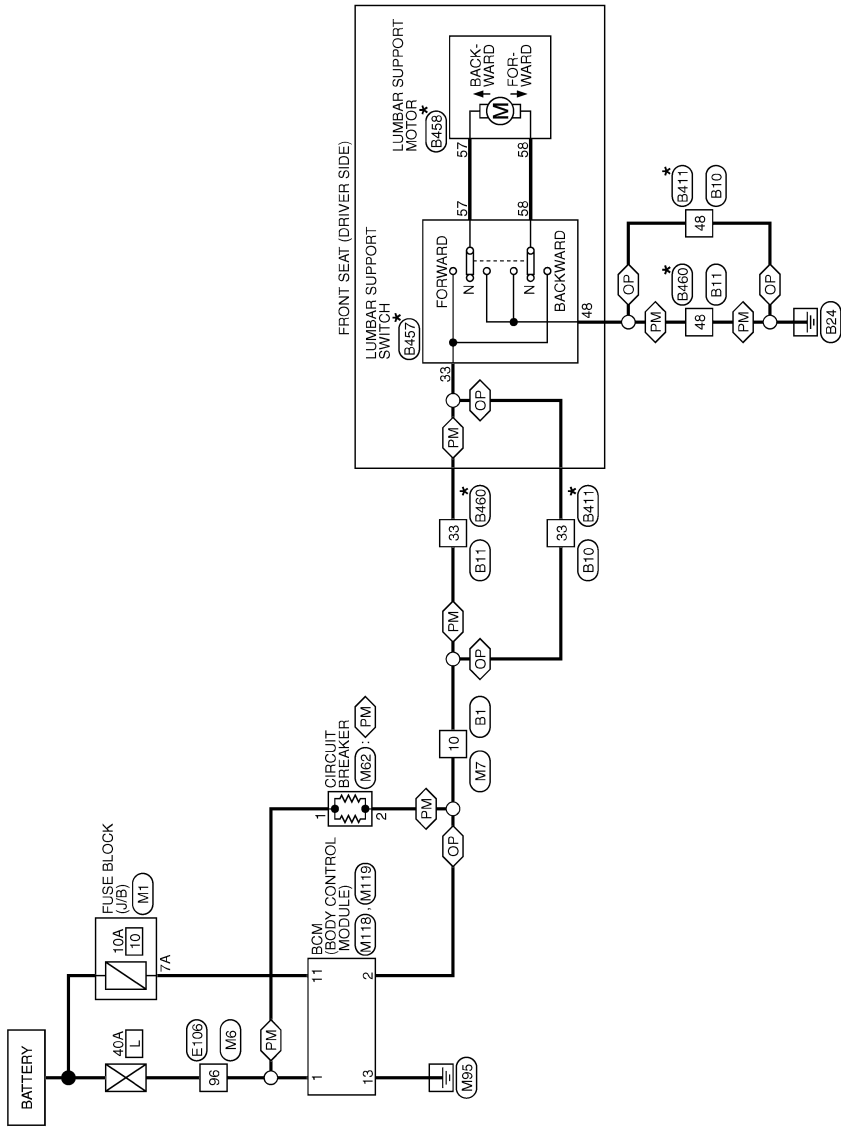 BATTERY
40A
L
FUSE BLOCK
(J/B)
M1
10A
10
7A
E106
96
M6
PM
BCM
(BODY CONTROL
MODULE)
M118 , M119
1
11
13
2
M95
CIRCUIT
BREAKER
M62 : PM
1
2
PM
OP
M7
10
B1
PM
OP
B11
33
B460 *
B10
33
B411 *
PM
OP
FRONT SEAT (DRIVER SIDE)
LUMBAR SUPPORT
SWITCH *
B457
33
FORWARD
N
N
BACKWARD
48
57
58
LUMBAR SUPPORT
MOTOR *
B458
57
58
M
BACK-
WARD
FOR-
WARD
OP
PM
*
B460
48
B11
*
B411
48
B10
PM
OP
B24